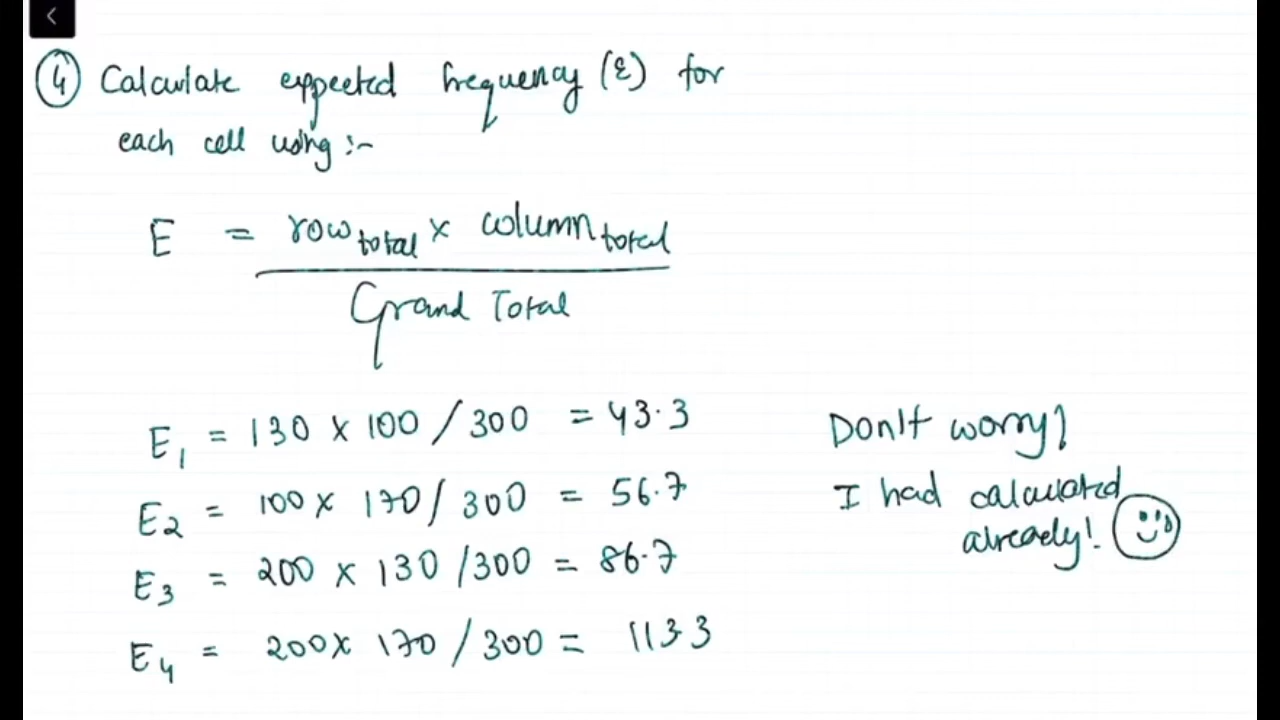 ④ Calculate expected frequency (E) for
each cell using :-
E = row total x column total
Grand Total
E1 = 130 x 100 / 300 = 43.3
E2 = 100 x 170 / 300 = 56.7
E3 = 200 x 130 / 300 = 86.7
E4 = 200 x 170 / 300 = 113.3
Don't worry!
I had calculated
already!